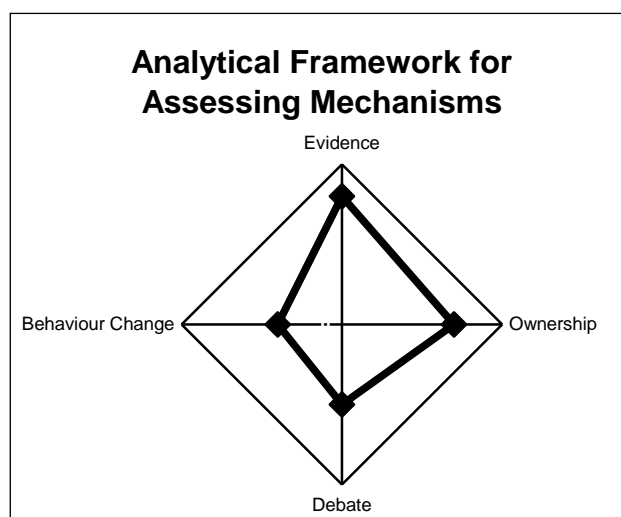 Analytical Framework for
Assessing Mechanisms
Evidence
Behaviour Change
Ownership
Debate